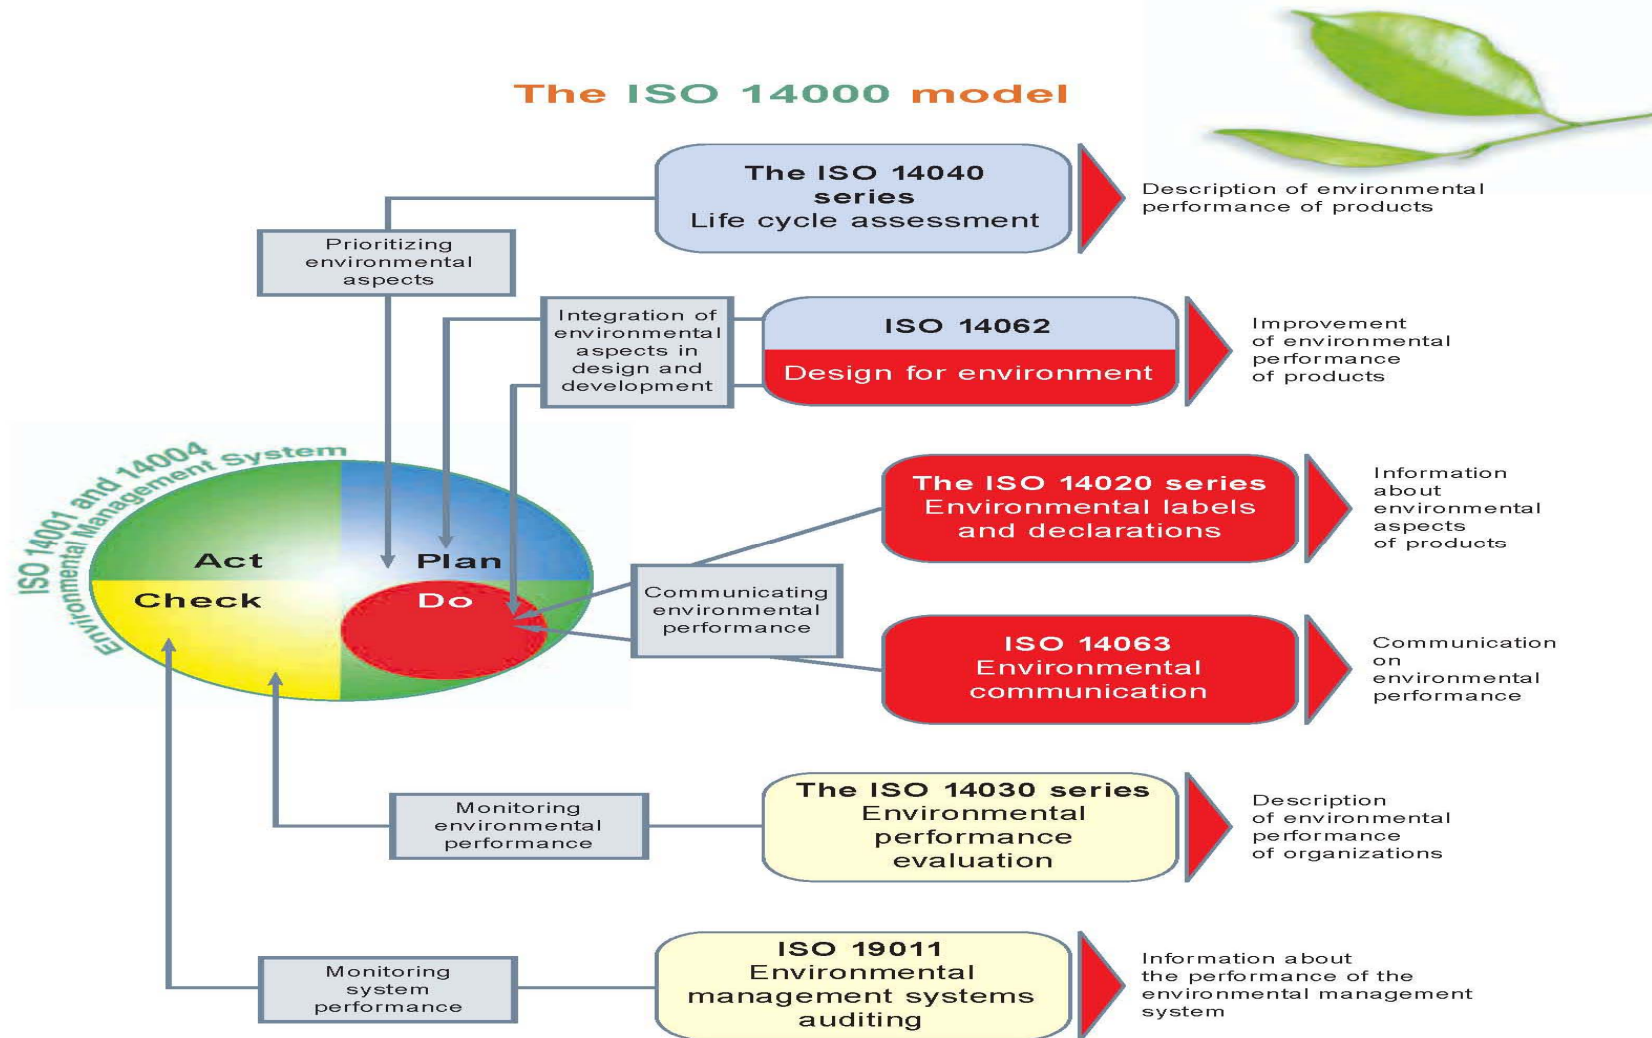 The ISO 14000 model
The ISO 14040
series
Life cycle assessment
Description of environmental
performance of products
Prioritizing
environmental
aspects
Integration of
environmental
aspects in
design and
development
ISO 14062
Design for environment
Improvement
of environmental
performance
of products
ISO 14001 and 14004
Environmental Management System
Act
Plan
Check
Do
The ISO 14020 series
Environmental labels
and declarations
Information
about
environmental
aspects
of products
Communicating
environmental
performance
ISO 14063
Environmental
communication
Communication
on
environmental
performance
Monitoring
environmental
performance
The ISO 14030 series
Environmental
performance
evaluation
Description
of environmental
performance
of organizations
Monitoring
system
performance
ISO 19011
Environmental
management systems
auditing
Information about
the performance of the
environmental management
system